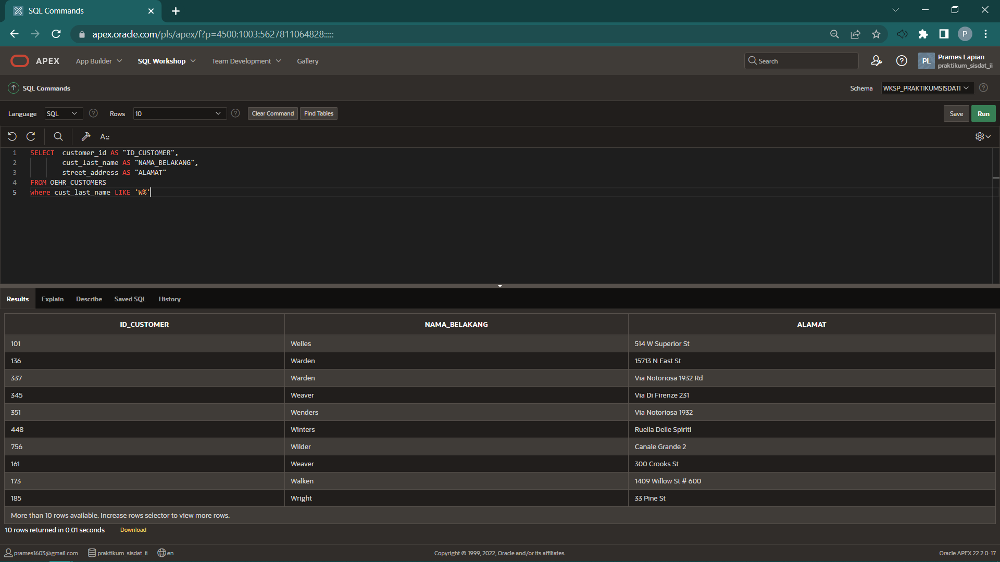 SQL Commands
apex.oracle.com/pls/apex/f?p=4500:1003:5627811064828:::::
P
APEX App Builder SQL Workshop Team Development Gallery Search PL Prames Lapian
praktikum_sisdat_ii
SQL Commands Schema WKSP_PRAKTIKUMSISDATI
Language SQL Rows 10 Clear Command Find Tables Save Run
A::
1 SELECT customer_id AS "ID_CUSTOMER",
2 cust_last_name AS "NAMA_BELAKANG",
3 street_address AS "ALAMAT"
4 FROM OEHR_CUSTOMERS
5 where cust_last_name LIKE 'W%'
Results Explain Describe Saved SQL History
ID_CUSTOMER NAMA_BELAKANG ALAMAT
101 Welles 514 W Superior St
136 Warden 15713 N East St
337 Warden Via Notoriosa 1932 Rd
345 Weaver Via Di Firenze 231
351 Wenders Via Notoriosa 1932
448 Winters Ruella Delle Spiriti
756 Wilder Canale Grande 2
161 Weaver 300 Crooks St
173 Walken 1409 Willow St # 600
185 Wright 33 Pine St
More than 10 rows available. Increase rows selector to view more rows.
10 rows returned in 0.01 seconds Download
prames1603@gmail.com praktikum_sisdat_ii en Copyright © 1999, 2022, Oracle and/or its affiliates. Oracle APEX 22.2.0-17